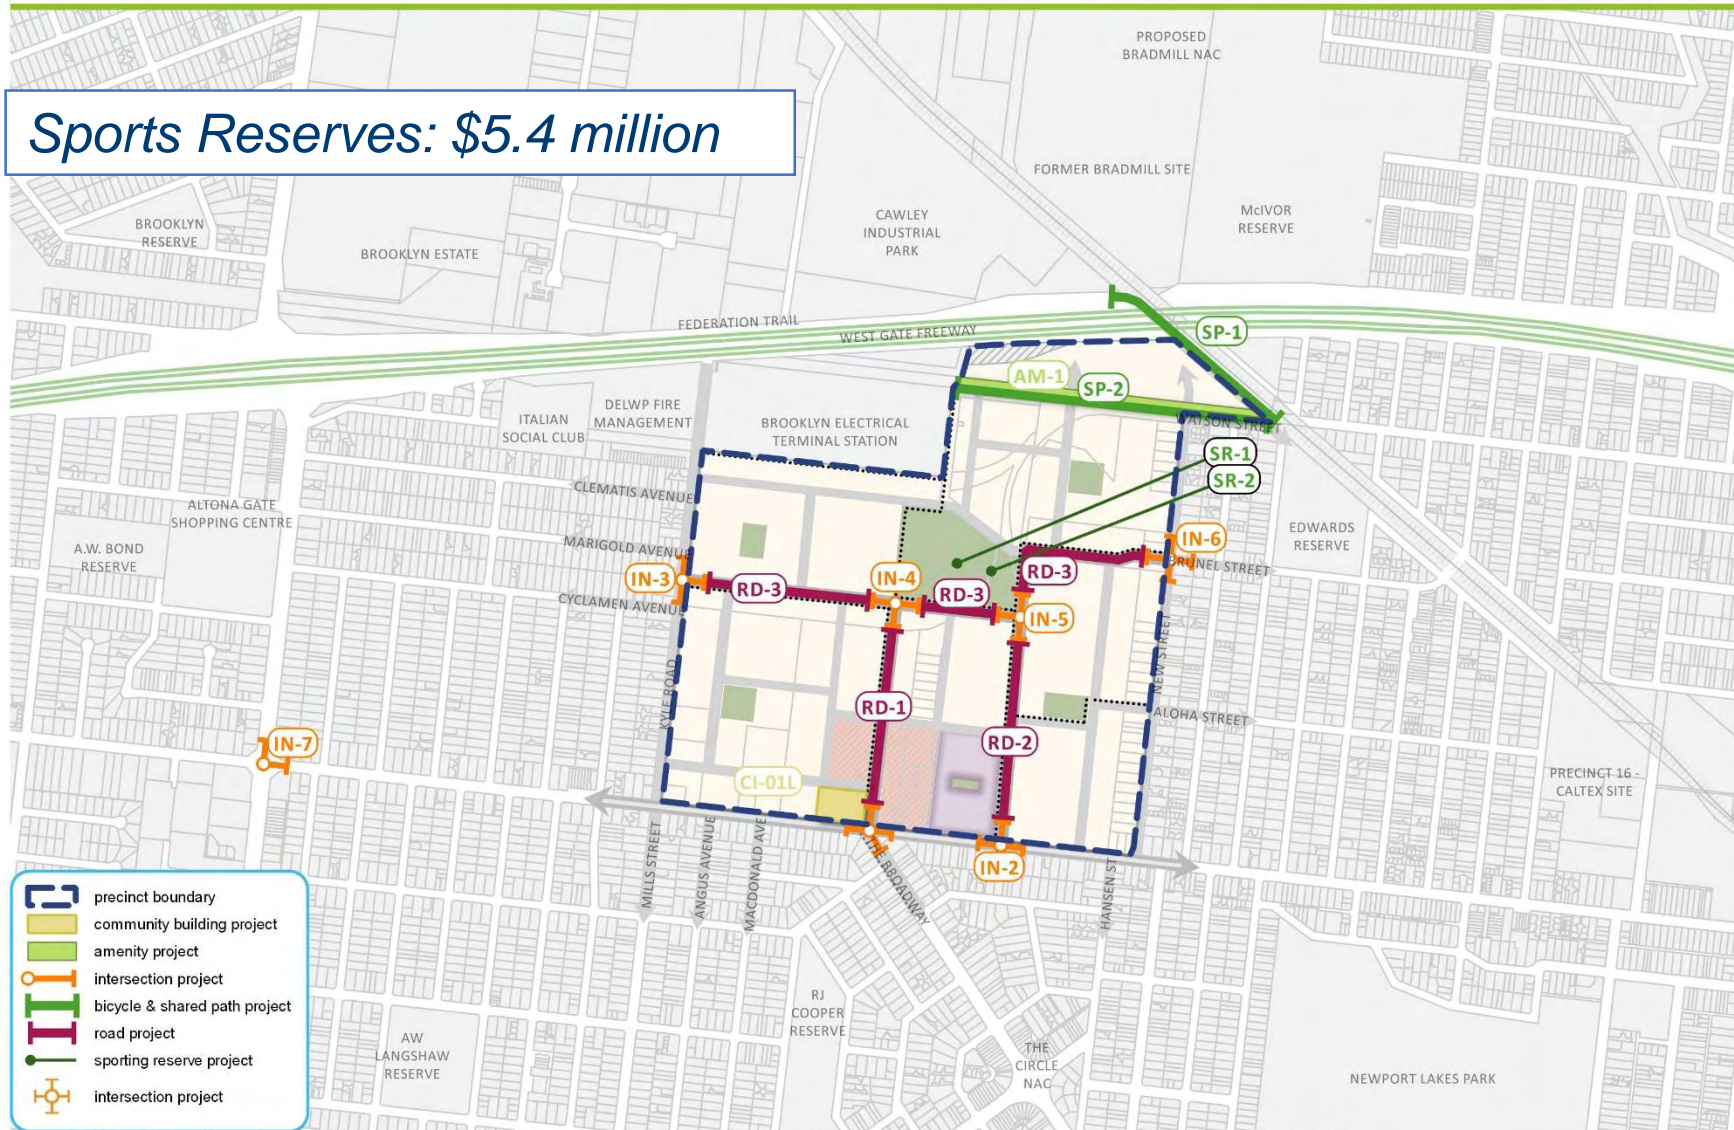 PROPOSED
BRADMILL NAC
Sports Reserves: $5.4 million
FORMER BRADMILL SITE
BROOKLYN
RESERVE
BROOKLYN ESTATE
CAWLEY
INDUSTRIAL
PARK
McIVOR
RESERVE
FEDERATION TRAIL
WEST GATE FREEWAY
SP-1
AM-1
SP-2
ITALIAN
SOCIAL CLUB
DELWP FIRE
MANAGEMENT
BROOKLYN ELECTRICAL
TERMINAL STATION
WATSON STREET
SR-1
SR-2
CLEMATIS AVENUE
ALTONA GATE
SHOPPING CENTRE
A.W. BOND
RESERVE
MARIGOLD AVENUE
EDWARDS
RESERVE
IN-6
BRUNEL STREET
IN-3
RD-3
IN-4
RD-3
RD-3
IN-5
CYCLAMEN AVENUE
KYLE ROAD
NEW STREET
RD-1
ALOHA STREET
RD-2
IN-7
CI-01L
PRECINCT 16 -
CALTEX SITE
MILLS STREET
ANGUS AVENUE
MACDONALD AVE
THE BROADWAY
IN-2
HANSEN ST
precinct boundary
community building project
amenity project
intersection project
bicycle & shared path project
road project
sporting reserve project
intersection project
AW
LANGSHAW
RESERVE
RJ
COOPER
RESERVE
THE
CIRCLE
NAC
NEWPORT LAKES PARK